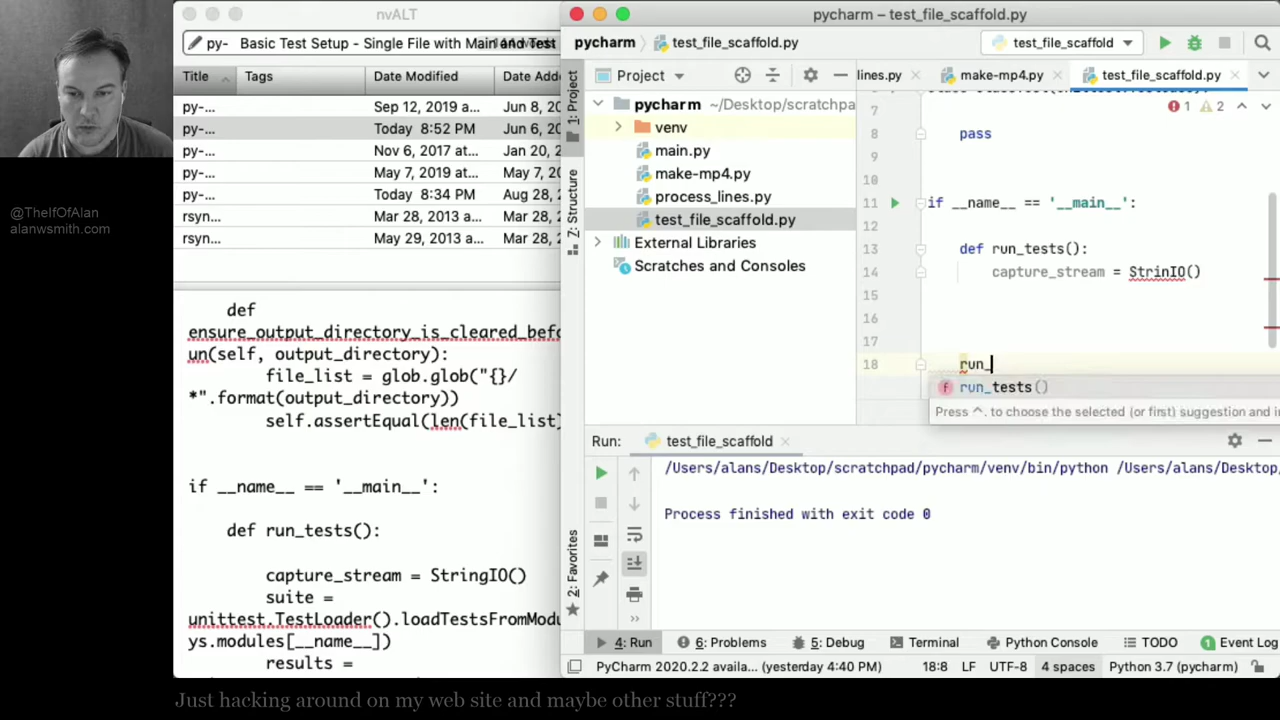 nvALT
py- Basic Test Setup - Single File with Main and Test
Title Tags Date Modified Date Adde
py-... Sep 12, 2019 a... Jun 8, 20
py-... Today 8:52 PM Jun 6, 20
py-... Nov 6, 2017 at... Jan 20, 2
py-... May 7, 2019 at... May 7, 20
py-... Today 8:34 PM Aug 28, 2
rsyn... Mar 28, 2013 a... Mar 28,
rsyn... May 29, 2013 a... Mar 28,
def
ensure_output_directory_is_cleared_befo
un(self, output_directory):
file_list = glob.glob("{}/
*".format(output_directory))
self.assertEqual(len(file_list)
if __name__ == '__main__':
def run_tests():
capture_stream = StringIO()
suite =
unittest.TestLoader().loadTestsFromModu
ys.modules[__name__])
results =
pycharm – test_file_scaffold.py
pycharm test_file_scaffold.py
test_file_scaffold
1: Project
Z: Structure
2: Favorites
Project
pycharm ~/Desktop/scratchpa
venv
main.py
make-mp4.py
process_lines.py
test_file_scaffold.py
External Libraries
Scratches and Consoles
lines.py make-mp4.py test_file_scaffold.py
1 2
7
8 pass
9
10
11 if __name__ == '__main__':
12
13 def run_tests():
14 capture_stream = StrinIO()
15
16
17
18 run_
f run_tests()
Press ^. to choose the selected (or first) suggestion and i
Run: test_file_scaffold
/Users/alans/Desktop/scratchpad/pycharm/venv/bin/python /Users/alans/Desktop,
Process finished with exit code 0
4: Run 6: Problems 5: Debug Terminal Python Console TODO 1 Event Log
PyCharm 2020.2.2 availa... (yesterday 4:40 PM) 18:8 LF UTF-8 4 spaces Python 3.7 (pycharm)
@TheIfOfAlan
alanwsmith.com
Just hacking around on my web site and maybe other stuff???